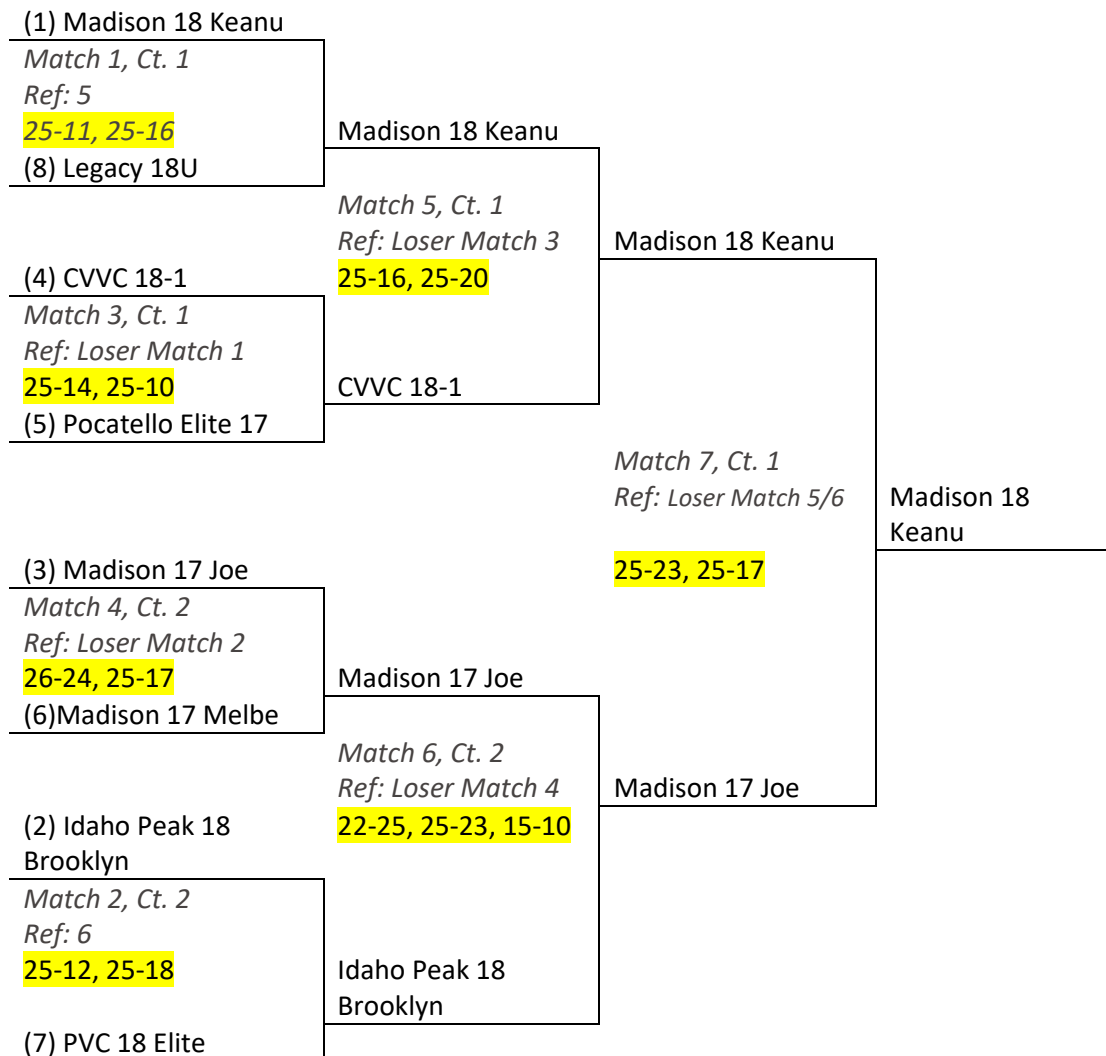 (1) Madison 18 Keanu
Match 1, Ct. 1
Ref: 5
25-11, 25-16
(8) Legacy 18U
Madison 18 Keanu
Match 5, Ct. 1
Ref: Loser Match 3
25-16, 25-20
Madison 18 Keanu
(4) CVVC 18-1
Match 3, Ct. 1
Ref: Loser Match 1
25-14, 25-10
(5) Pocatello Elite 17
CVVC 18-1
Match 7, Ct. 1
Ref: Loser Match 5/6
25-23, 25-17
Madison 18
Keanu
(3) Madison 17 Joe
Match 4, Ct. 2
Ref: Loser Match 2
26-24, 25-17
(6)Madison 17 Melbe
Madison 17 Joe
Match 6, Ct. 2
Ref: Loser Match 4
22-25, 25-23, 15-10
Madison 17 Joe
(2) Idaho Peak 18
Brooklyn
Match 2, Ct. 2
Ref: 6
25-12, 25-18
(7) PVC 18 Elite
Idaho Peak 18
Brooklyn